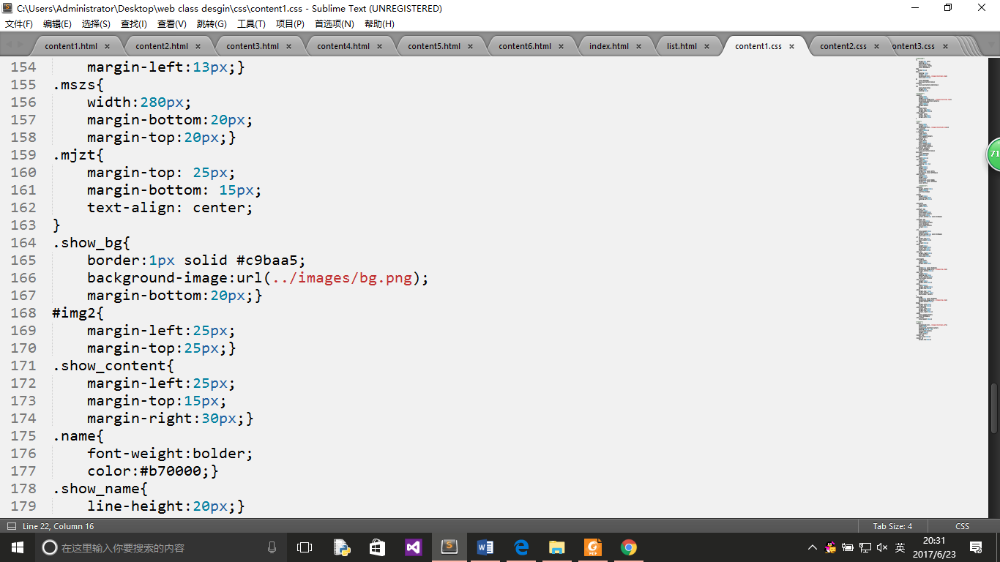 C:\Users\Administrator\Desktop\web class desgin\css\content1.css - Sublime Text (UNREGISTERED)
文件(F) 编辑(E) 选择(S) 查找(I) 查看(V) 跳转(G) 工具(T) 项目(P) 首选项(N) 帮助(H)
content1.html × content2.html × content3.html × content4.html × content5.html × content6.html × index.html × list.html × content1.css × content2.css × ontent3.css ×
154 margin-left:13px;}
155 .mszs{
156 width:280px;
157 margin-bottom:20px;
158 margin-top:20px;}
159 .mjzt{
160 margin-top: 25px;
161 margin-bottom: 15px;
162 text-align: center;
163 }
164 .show_bg{
165 border:1px solid #c9baa5;
166 background-image:url(../images/bg.png);
167 margin-bottom:20px;}
168 #img2{
169 margin-left:25px;
170 margin-top:25px;}
171 .show_content{
172 margin-left:25px;
173 margin-top:15px;
174 margin-right:30px;}
175 .name{
176 font-weight:bolder;
177 color:#b70000;}
178 .show_name{
179 line-height:20px;}
71
Line 22, Column 16 Tab Size: 4 CSS
在这里输入你要搜索的内容
英
20:31
2017/6/23